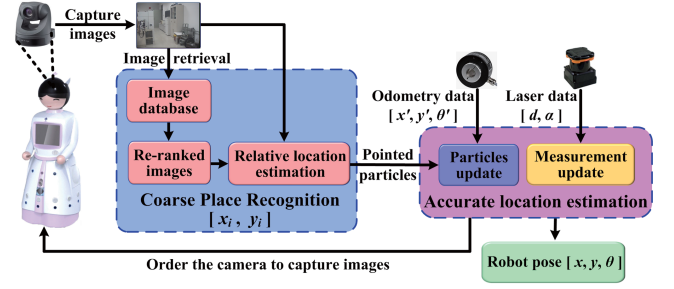 Capture
images
Image retrieval
Image
database
Re-ranked
images
Relative location
estimation
Coarse Place Recognition
[ xi , yi ]
Pointed
particles
Odometry data
[ x′, y′, θ′ ]
Laser data
[ d, α ]
Particles
update
Measurement
update
Accurate location estimation
Order the camera to capture images
Robot pose [ x, y, θ ]